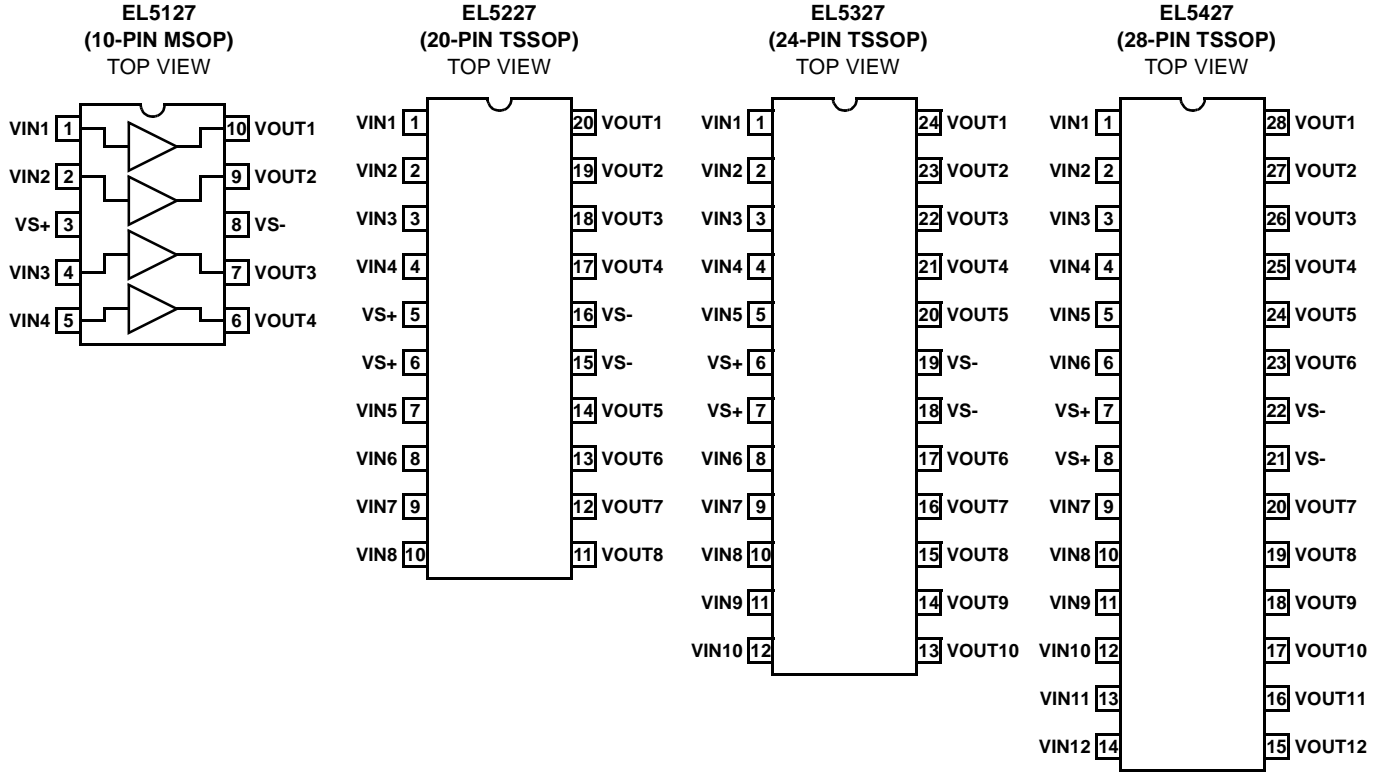 EL5127
(10-PIN MSOP)
TOP VIEW
VIN1 1
10 VOUT1
VIN2 2
9 VOUT2
VS+ 3
8 VS-
VIN3 4
7 VOUT3
VIN4 5
6 VOUT4
EL5227
(20-PIN TSSOP)
TOP VIEW
VIN1 1
20 VOUT1
VIN2 2
19 VOUT2
VIN3 3
18 VOUT3
VIN4 4
17 VOUT4
VS+ 5
16 VS-
VS+ 6
15 VS-
VIN5 7
14 VOUT5
VIN6 8
13 VOUT6
VIN7 9
12 VOUT7
VIN8 10
11 VOUT8
EL5327
(24-PIN TSSOP)
TOP VIEW
VIN1 1
24 VOUT1
VIN2 2
23 VOUT2
VIN3 3
22 VOUT3
VIN4 4
21 VOUT4
VIN5 5
20 VOUT5
VS+ 6
19 VS-
VS+ 7
18 VS-
VIN6 8
17 VOUT6
VIN7 9
16 VOUT7
VIN8 10
15 VOUT8
VIN9 11
14 VOUT9
VIN10 12
13 VOUT10
EL5427
(28-PIN TSSOP)
TOP VIEW
VIN1 1
28 VOUT1
VIN2 2
27 VOUT2
VIN3 3
26 VOUT3
VIN4 4
25 VOUT4
VIN5 5
24 VOUT5
VIN6 6
23 VOUT6
VS+ 7
22 VS-
VS+ 8
21 VS-
VIN7 9
20 VOUT7
VIN8 10
19 VOUT8
VIN9 11
18 VOUT9
VIN10 12
17 VOUT10
VIN11 13
16 VOUT11
VIN12 14
15 VOUT12